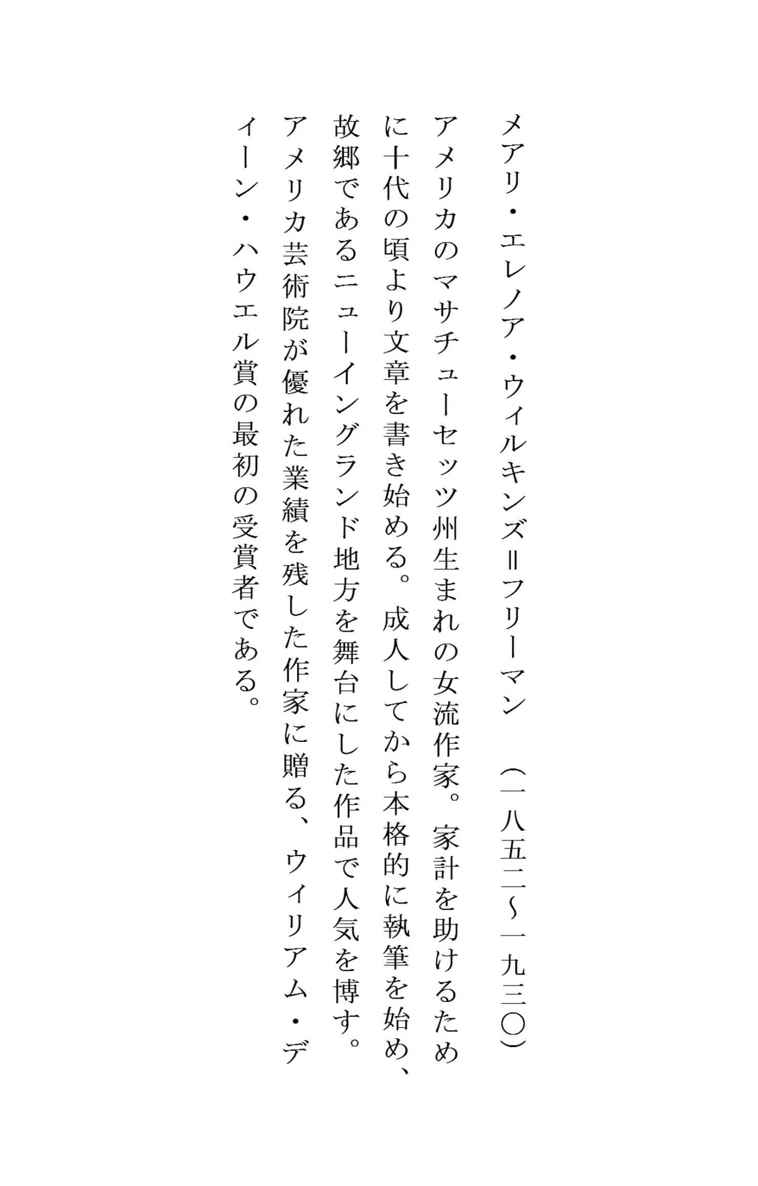 メアリ・エレノア・ウィルキンズ＝フリーマン　（一八五二〜一九三〇）
アメリカのマサチューセッツ州生まれの女流作家。家計を助けるため
に十代の頃より文章を書き始める。成人してから本格的に執筆を始め、
故郷であるニューイングランド地方を舞台にした作品で人気を博す。
アメリカ芸術院が優れた業績を残した作家に贈る、ウィリアム・デ
ィーン・ハウエル賞の最初の受賞者である。